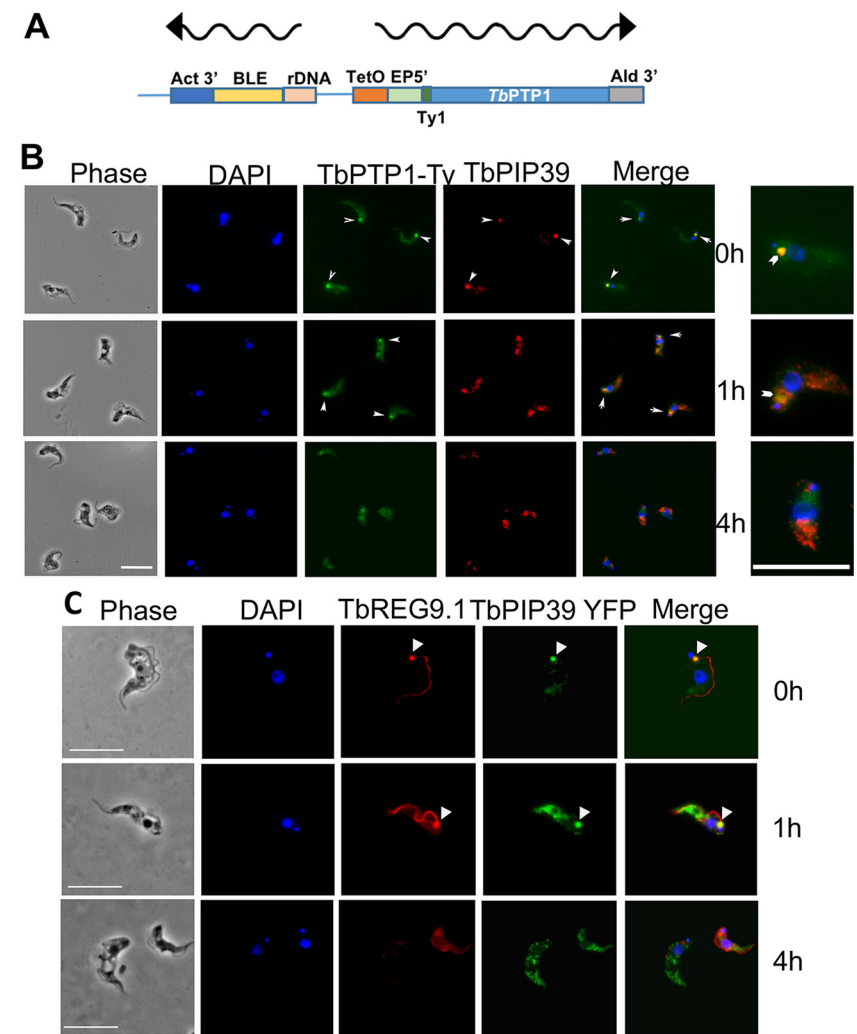 A
Act 3’ BLE rDNA TetO EP5’ Ald 3’
TbPTP1
Ty1
B
Phase DAPI TbPTP1-Ty TbPIP39 Merge
0h
1h
4h
C Phase DAPI TbREG9.1 TbPIP39 YFP Merge
0h
1h
4h